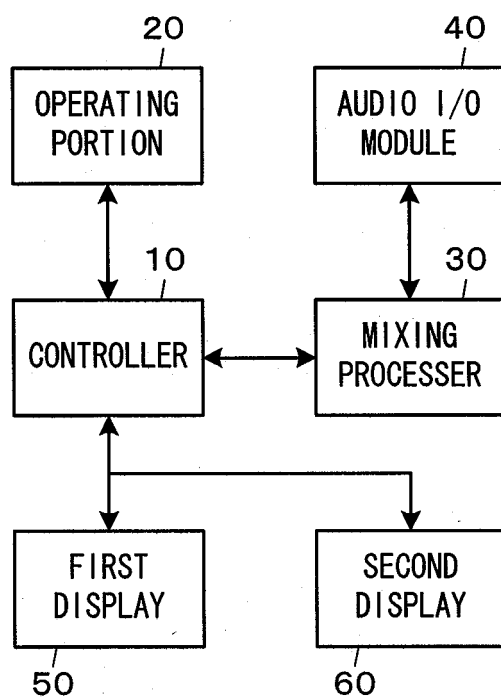 20
40
OPERATING
PORTION
AUDIO I/O
MODULE
10
30
CONTROLLER
MIXING
PROCESSER
FIRST
DISPLAY
SECOND
DISPLAY
50
60